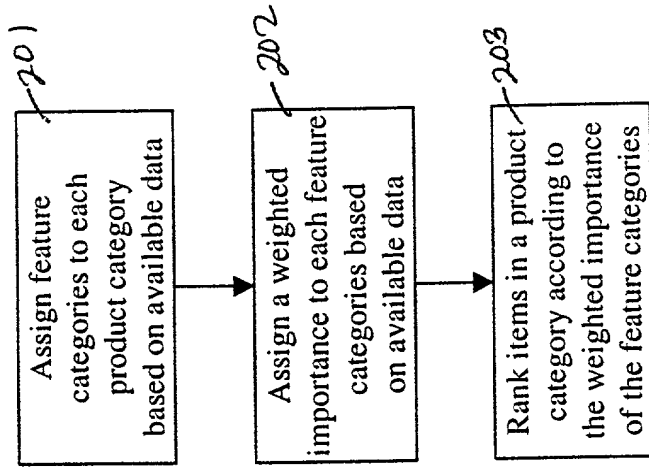 Assign feature
categories to each
product category
based on available data
201
Assign a weighted
importance to each feature
categories based
on available data
202
Rank items in a product
category according to
the weighted importance
of the feature categories
203